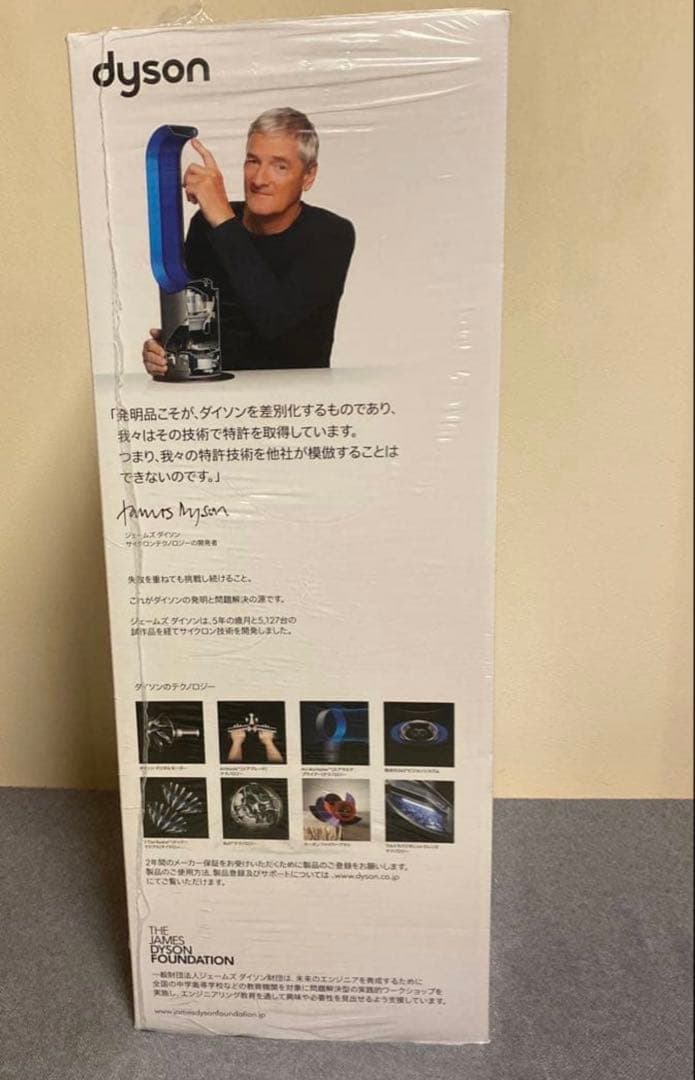 dyson
「発明品こそが、ダイソンを差別化するものであり、
我々はその技術で特許を取得しています。
つまり、我々の特許技術を他社が模倣することは
できないのです。」
James Dyson
ジェームズ ダイソン
サイクロンテクノロジーの開発者
失敗を重ねても挑戦し続けること。
これがダイソンの発明と問題解決の源です。
ジェームズ ダイソンは、5年の歳月と5,127台の
試作品を経てサイクロン技術を開発しました。
ダイソンのテクノロジー
2年間のメーカー保証をお受けいただくために製品のご登録をお願いします。
製品のご使用方法、製品登録及びサポートについては、www.dyson.co.jp
にてご覧いただけます。
THE
JAMES
DYSON
FOUNDATION
一般財団法人ジェームズ ダイソン財団は、未来のエンジニアを育成するために
全国の中学高等学校などの教育機関を対象に問題解決型の実践的ワークショップを
実施し、エンジニアリング教育を通して興味や必要性を見出せるよう支援しています。
www.jamesdysonfoundation.jp